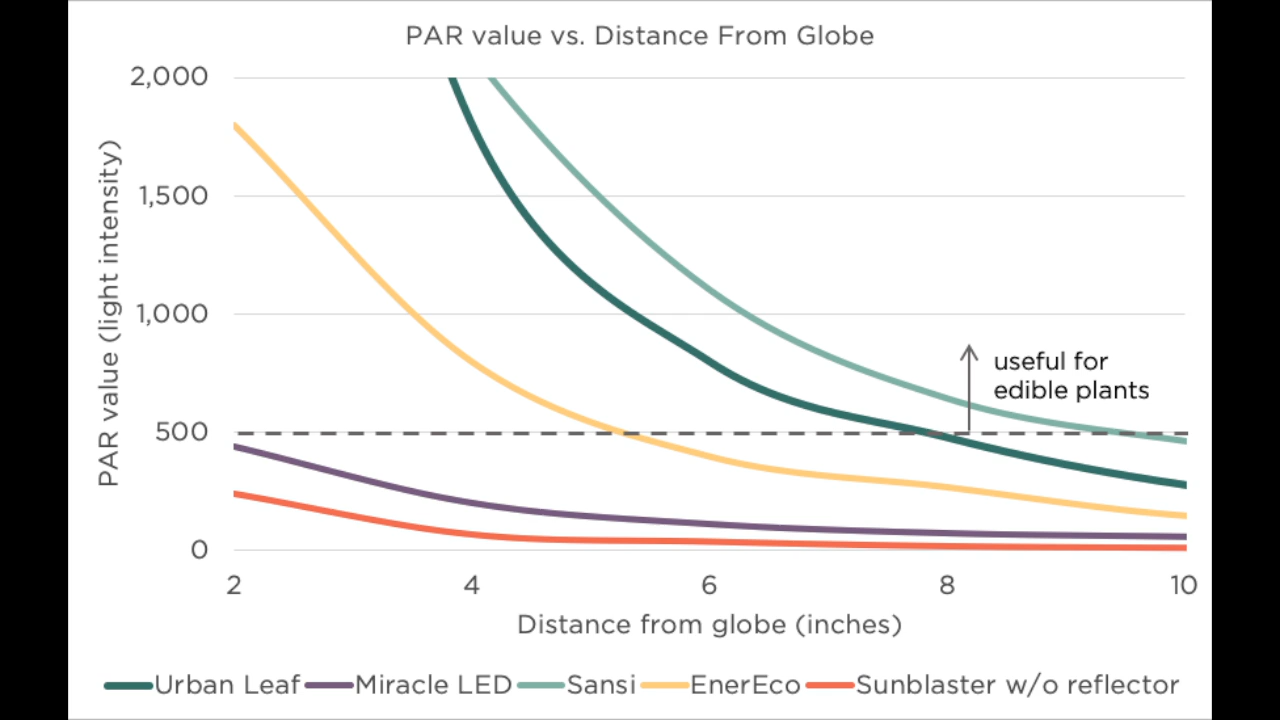 PAR value vs. Distance From Globe
2,000
1,500
1,000
500
0
PAR value (light intensity)
useful for
edible plants
2 4 6 8 10
Distance from globe (inches)
Urban Leaf Miracle LED Sansi EnerEco Sunblaster w/o reflector